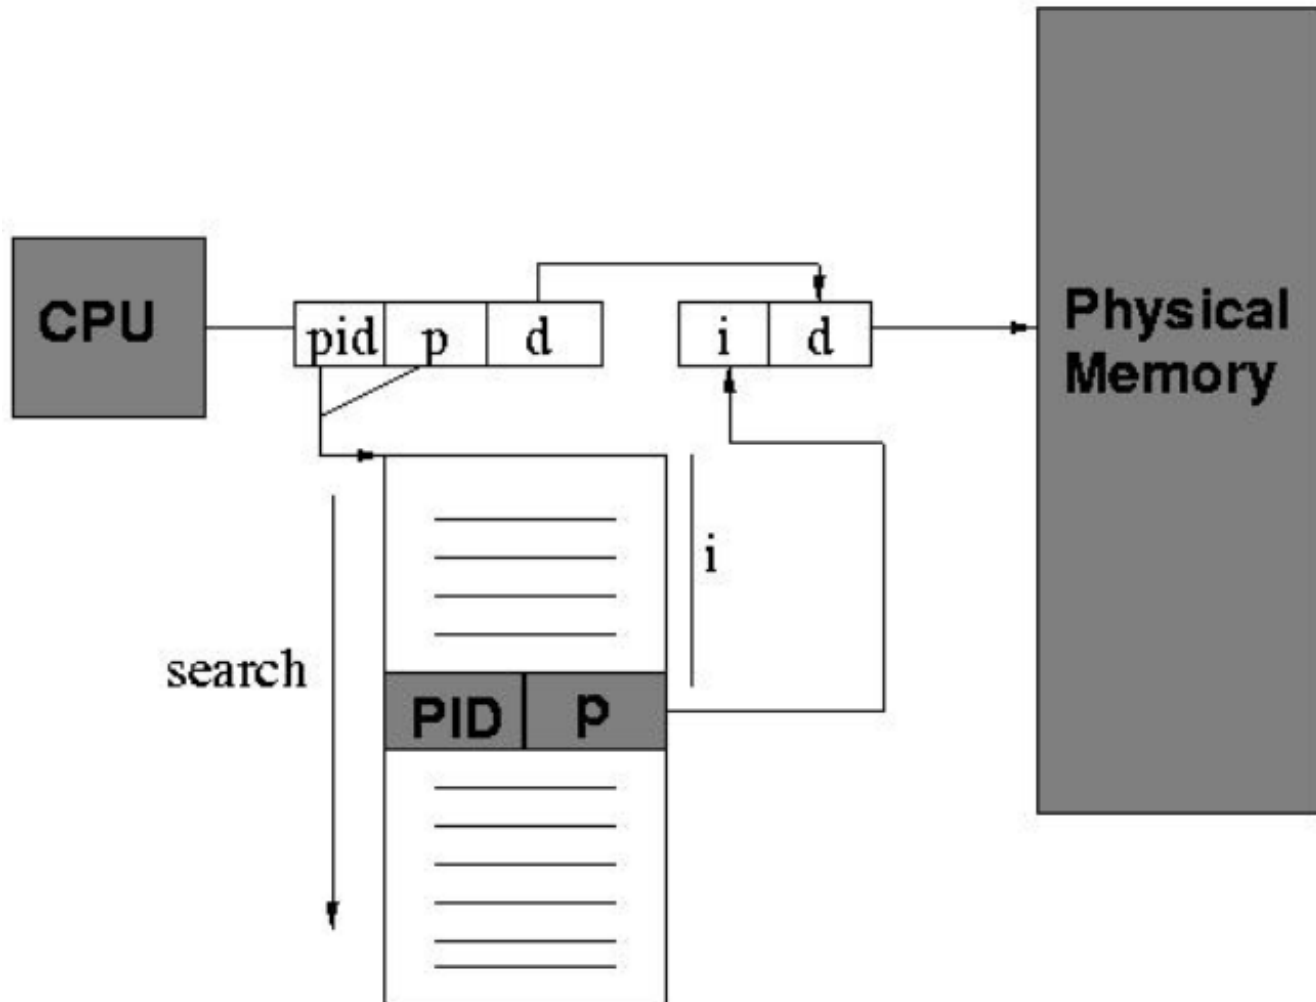 CPU
pid p d
i d
Physical
Memory
i
search
PID p